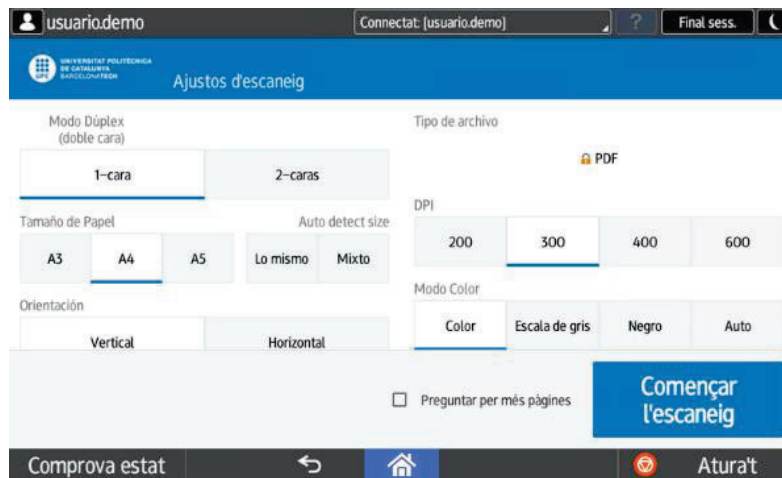 usuario.demo
Connectat: [usuario.demo]
?
Final sess.
UNIVERSITAT POLITÈCNICA
DE CATALUNYA
BARCELONATECH
UPC
Ajustos d'escaneig
Modo Dúplex
(doble cara)
1-cara
2-caras
Tamaño de Papel
Auto detect size
A3
A4
A5
Lo mismo
Mixto
Orientación
Vertical
Horizontal
Tipo de archivo
PDF
DPI
200
300
400
600
Modo Color
Color
Escala de gris
Negro
Auto
Preguntar per més pàgines
Començar
l'escaneig
Comprova estat
Atura't